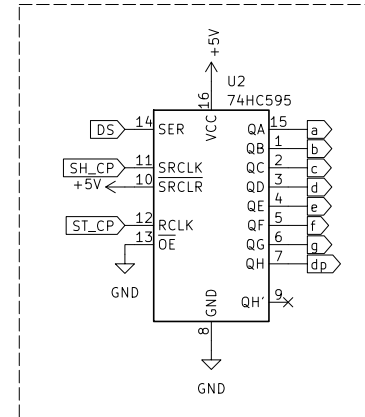 +5V
U2
74HC595
16
VCC
DS 14 SER QA 15 a
QB 1 b
SH_CP 11 SRCLK QC 2 c
+5V 10 SRCLR QD 3 d
QE 4 e
ST_CP 12 RCLK QF 5 f
13 OE QG 6 g
QH 7 dp
GND
GND
QH' 9
8
GND